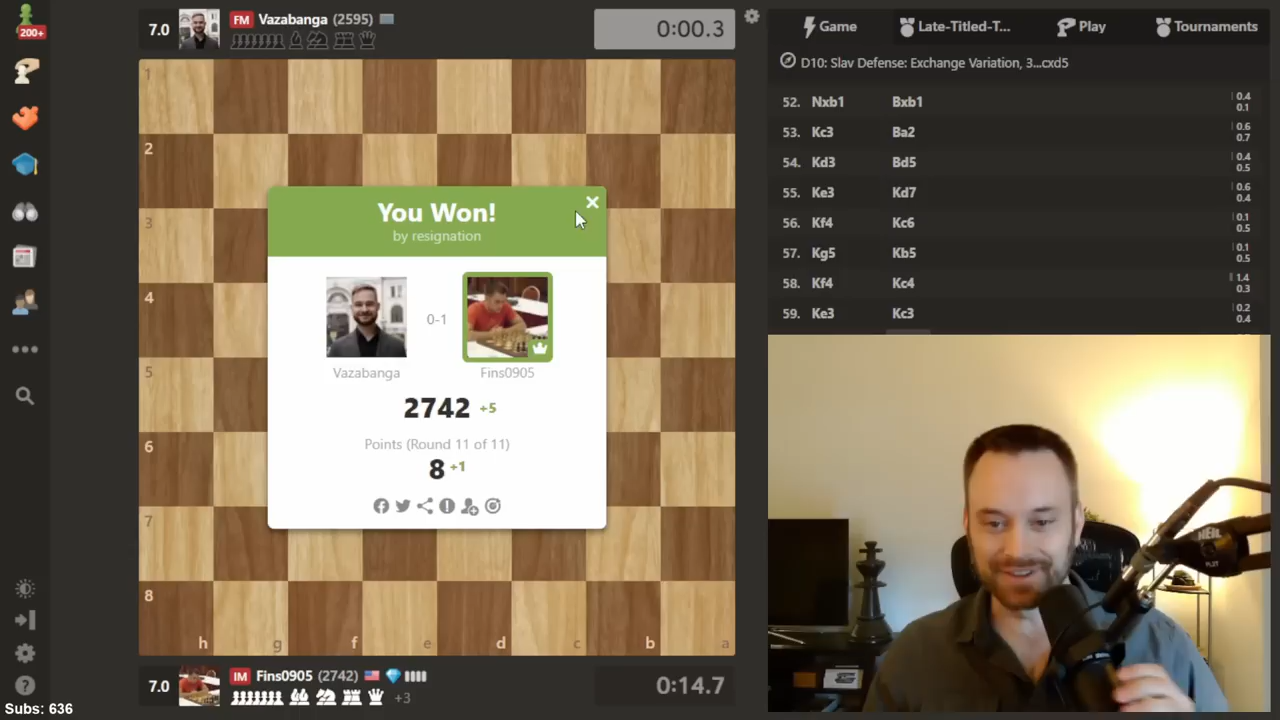 200+
7.0
FM Vazabanga (2595)
0:00.3
Game
Late-Titled-T...
Play
Tournaments
D10: Slav Defense: Exchange Variation, 3...cxd5
52. Nxb1 Bxb1 0.4 0.1
53. Kc3 Ba2 0.6 0.7
54. Kd3 Bd5 0.4 0.5
55. Ke3 Kd7 0.6 0.4
56. Kf4 Kc6 0.1 0.5
57. Kg5 Kb5 0.1 0.5
58. Kf4 Kc4 1.4 0.3
59. Ke3 Kc3 0.2 0.4
1
2
3
4
5
6
7
8
h g f e d c b a
You Won!
by resignation
0-1
Vazabanga
Fins0905
2742 +5
Points (Round 11 of 11)
8 +1
7.0
IM Fins0905 (2742)
+3
0:14.7
Subs: 636
HEIL